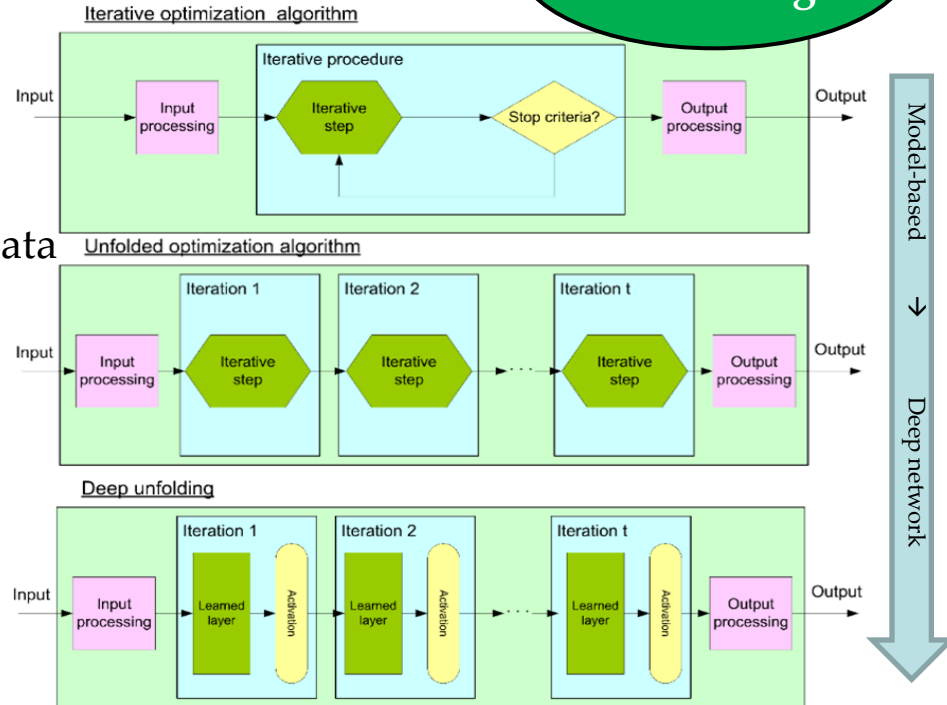 Iterative optimization algorithm
Iterative procedure
Input
Input
processing
Iterative
step
Stop criteria?
Output
processing
Output
Unfolded optimization algorithm
Iteration 1
Iteration 2
Iteration t
Input
Input
processing
Iterative
step
Iterative
step
.....
Iterative
step
Output
processing
Output
Deep unfolding
Iteration 1
Iteration 2
Iteration t
Input
Input
processing
Learned
layer
Activation
Learned
layer
Activation
.....
Learned
layer
Activation
Output
processing
Output
Model-based → Deep network